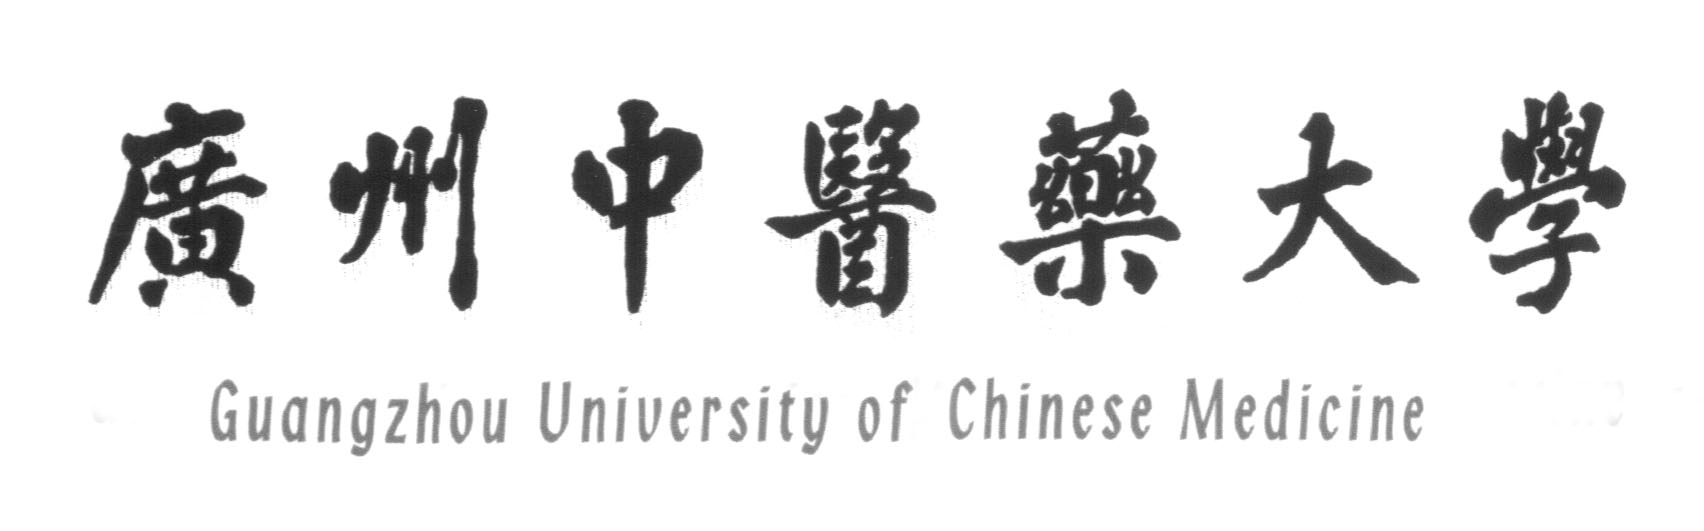 廣州中醫藥大學
Guangzhou University of Chinese Medicine